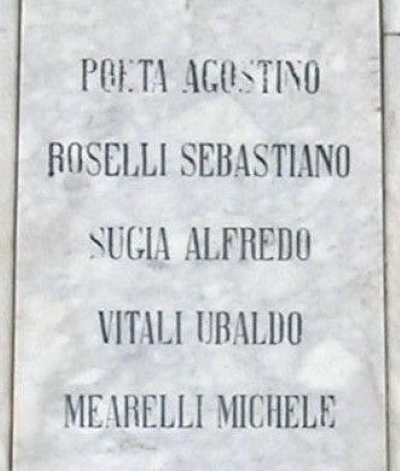 POETA AGOSTINO
ROSELLI SEBASTIANO
SUGIA ALFREDO
VITALI UBALDO
MEARELLI MICHELE